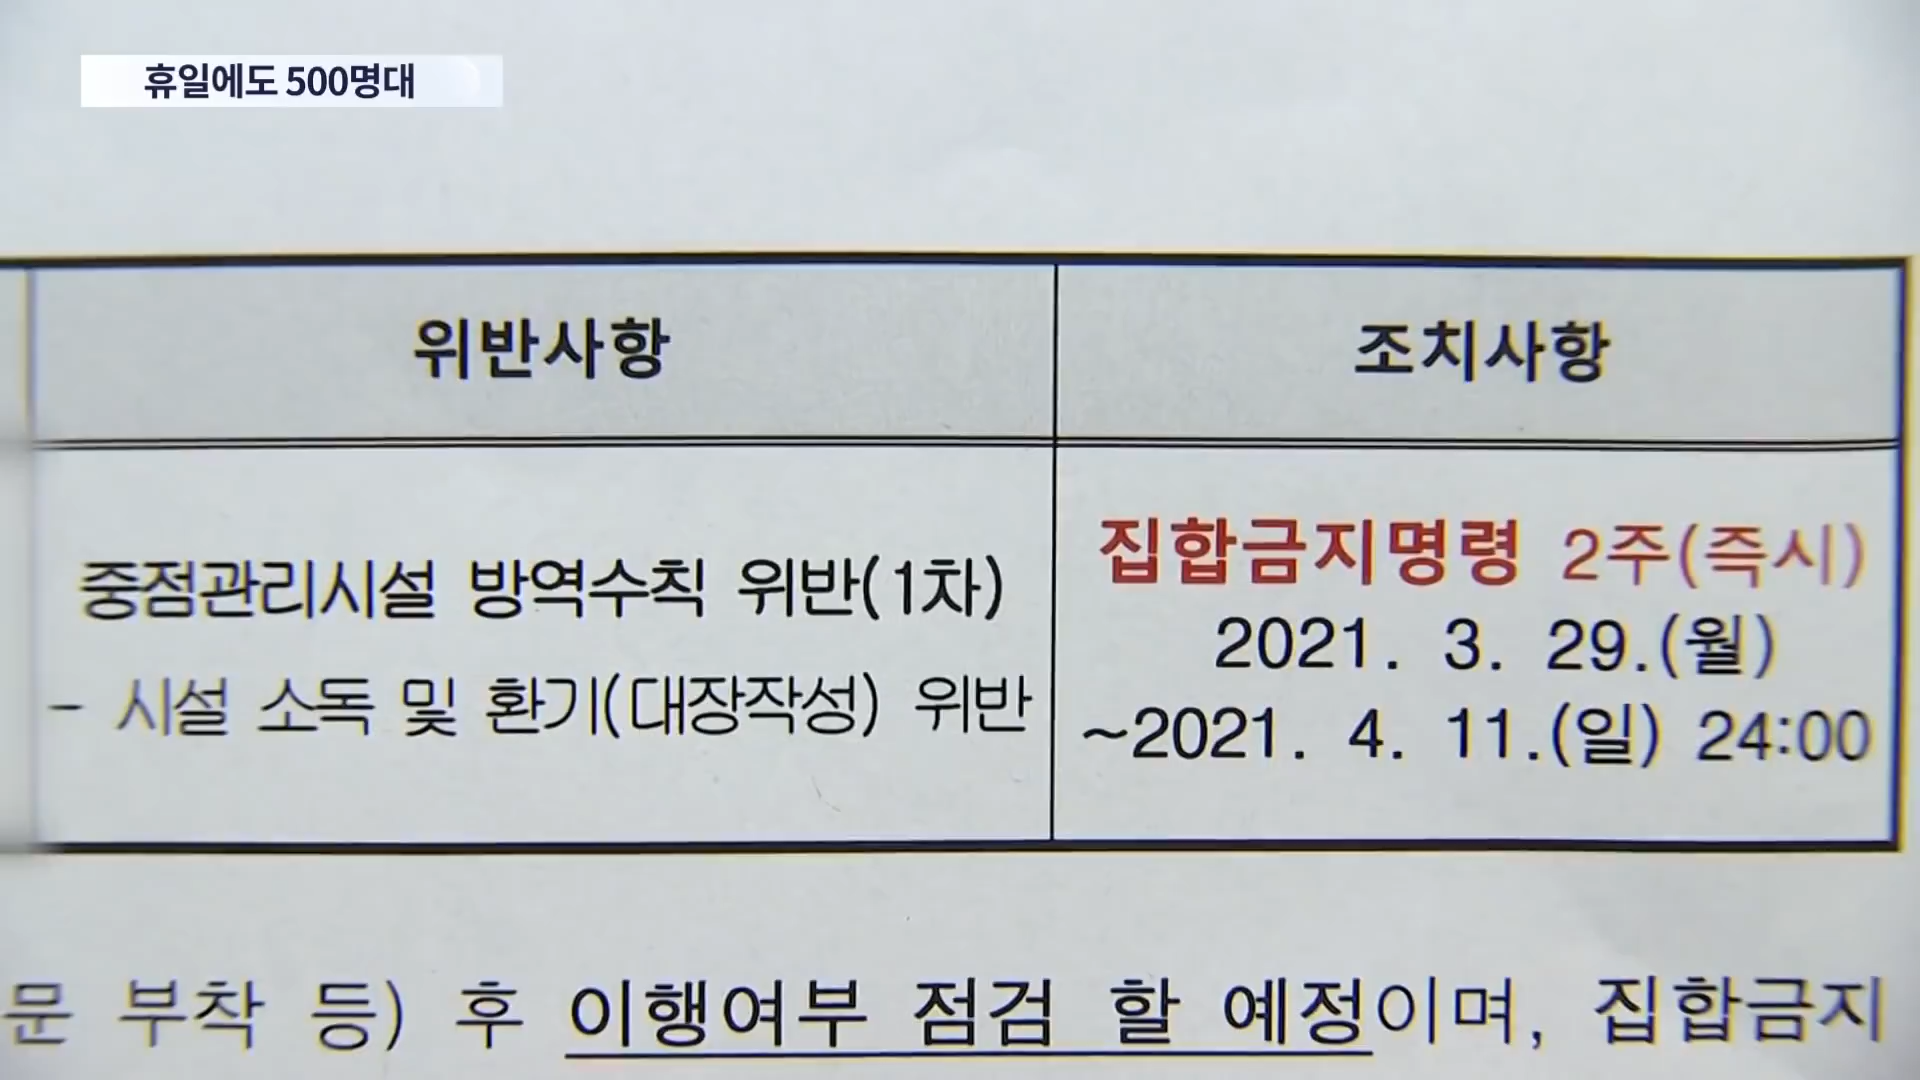 휴일에도 500명대
위반사항
조치사항
중점관리시설 방역수칙 위반(1차)
- 시설 소독 및 환기(대장작성) 위반
집합금지명령 2주(즉시)
2021. 3. 29.(월)
~2021. 4. 11.(일) 24:00
문 부착 등) 후 이행여부 점검 할 예정이며, 집합금지